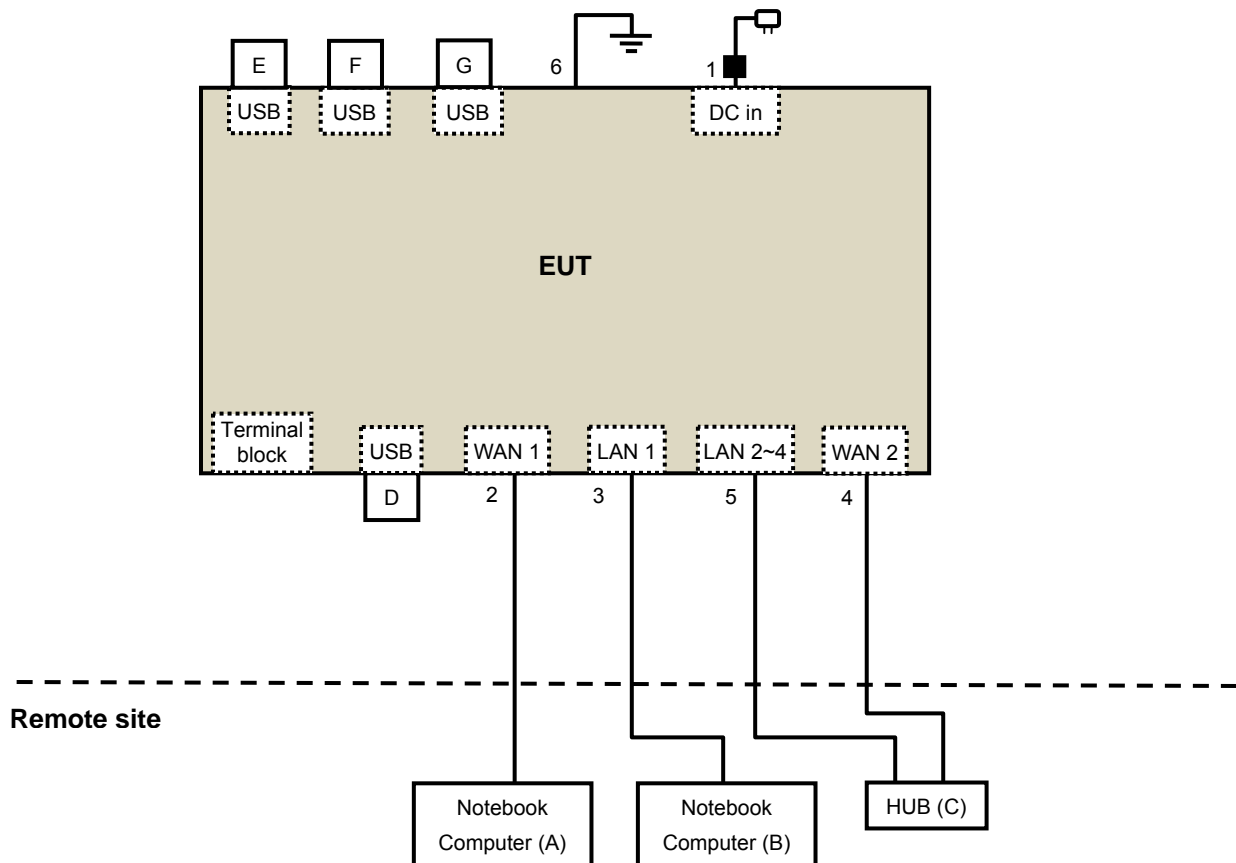 E F G 6 1
USB USB USB DC in
EUT
Terminal
block
USB WAN 1 LAN 1 LAN 2~4 WAN 2
D 2 3 5 4
Remote site
Notebook
Computer (A)
Notebook
Computer (B)
HUB (C)